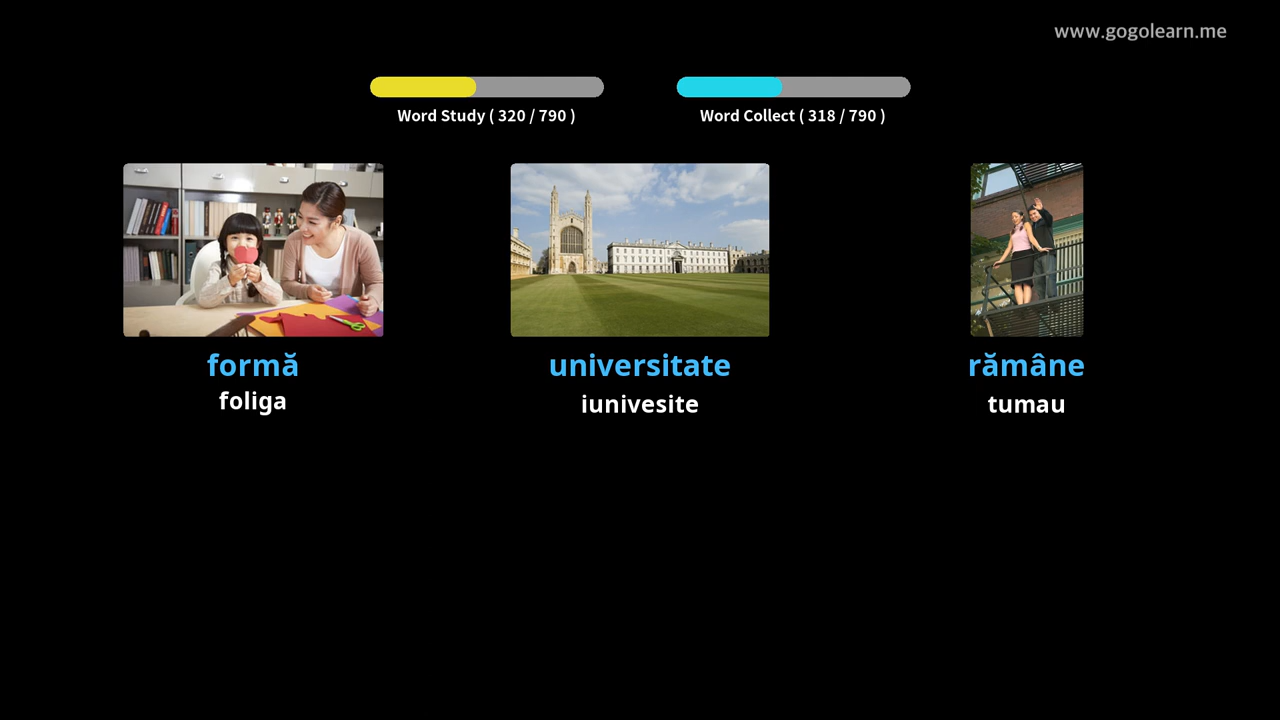 www.gogolearn.me
Word Study ( 320 / 790 )
Word Collect ( 318 / 790 )
formă
foliga
universitate
iunivesite
rămâne
tumau